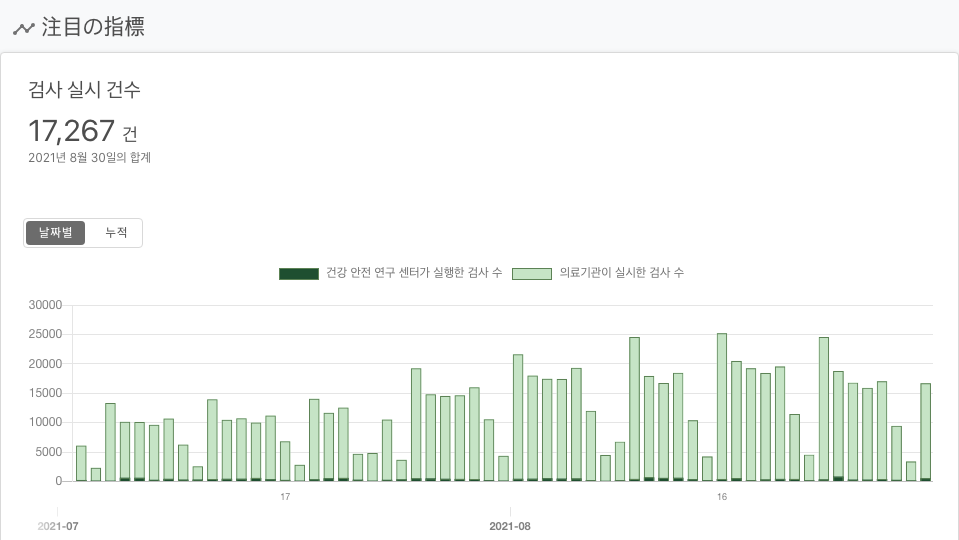 注目の指標
검사 실시 건수
17,267 건
2021년 8월 30일의 합계
날짜별 누적
건강 안전 연구 센터가 실행한 검사 수 의료기관이 실시한 검사 수
30000
25000
20000
15000
10000
5000
0
17 16
2021-07 2021-08